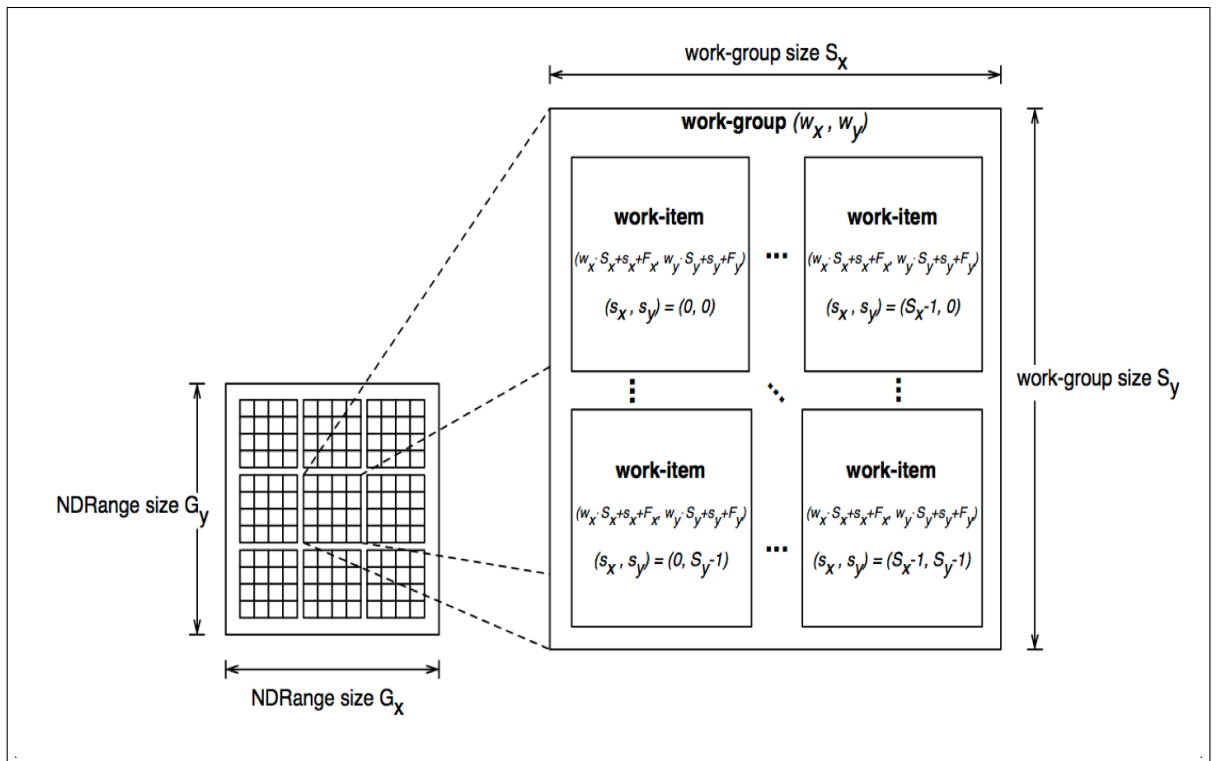 work-group size Sx
work-group (wx , wy)
work-item
work-item
(wx· Sx+sx+Fx, wy· Sy+sy+Fy)
...
(wx· Sx+sx+Fx, wy· Sy+sy+Fy)
(sx , sy) = (0, 0)
(sx , sy) = (Sx-1, 0)
work-group size Sy
work-item
work-item
(wx· Sx+sx+Fx, wy· Sy+sy+Fy)
(wx· Sx+sx+Fx, wy· Sy+sy+Fy)
...
(sx , sy) = (0, Sy-1)
(sx , sy) = (Sx-1, Sy-1)
NDRange size Gy
NDRange size Gx